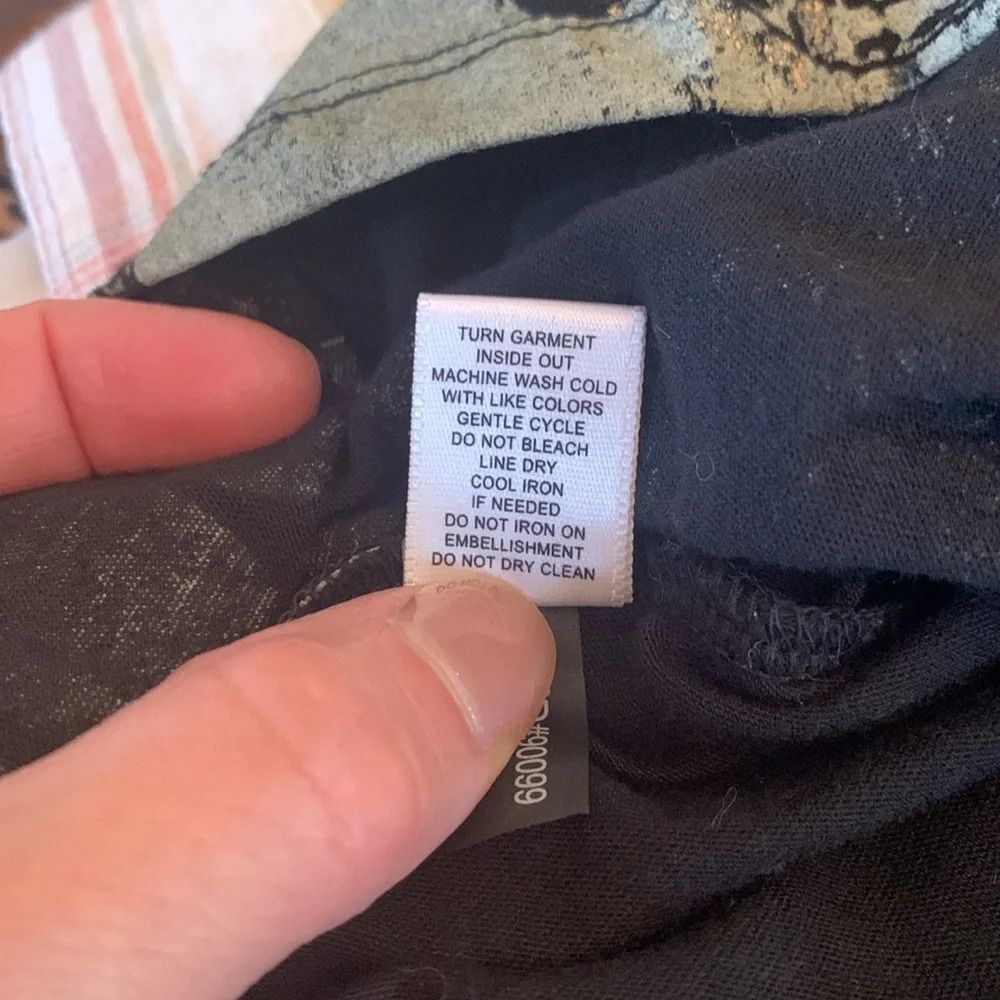 TURN GARMENT
INSIDE OUT
MACHINE WASH COLD
WITH LIKE COLORS
GENTLE CYCLE
DO NOT BLEACH
LINE DRY
COOL IRON
IF NEEDED
DO NOT IRON ON
EMBELLISHMENT
DO NOT DRY CLEAN